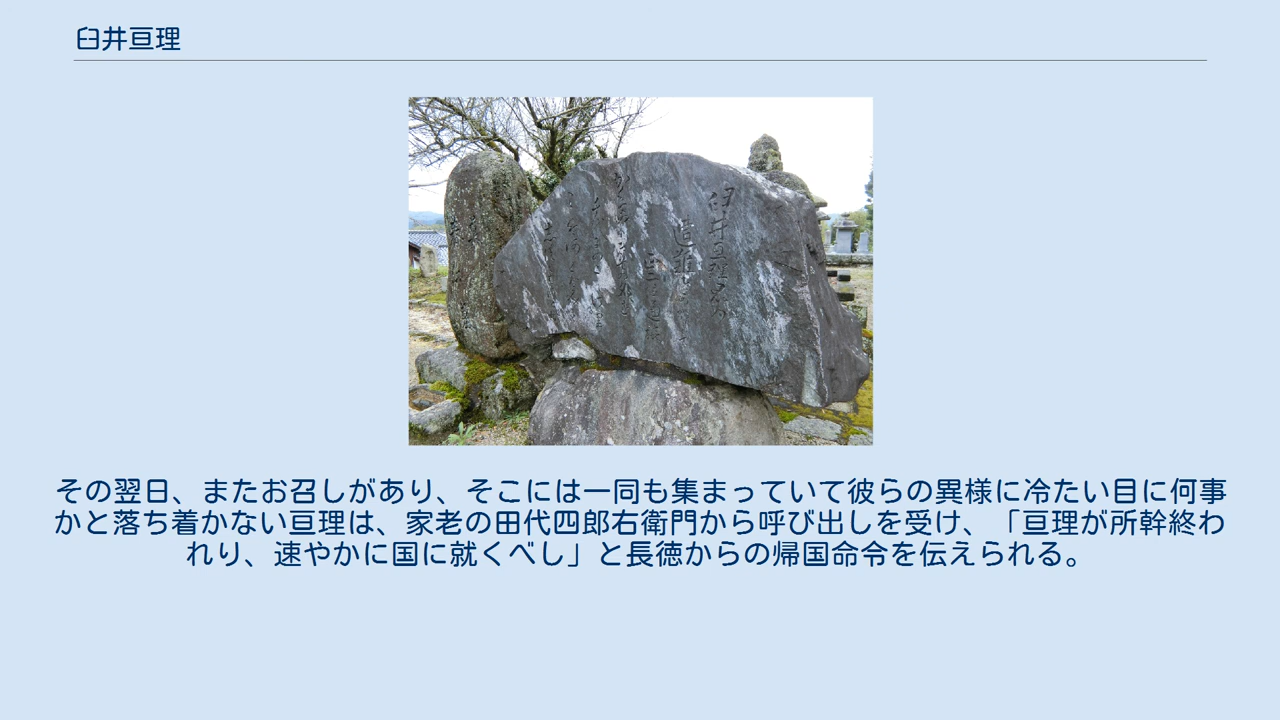 臼井亘理
臼井亘理君
その翌日、またお召しがあり、そこには一同も集まっていて彼らの異様に冷たい目に何事
かと落ち着かない亘理は、家老の田代四郎右衛門から呼び出しを受け、「亘理が所幹終わ
れり、速やかに国に就くべし」と長徳からの帰国命令を伝えられる。